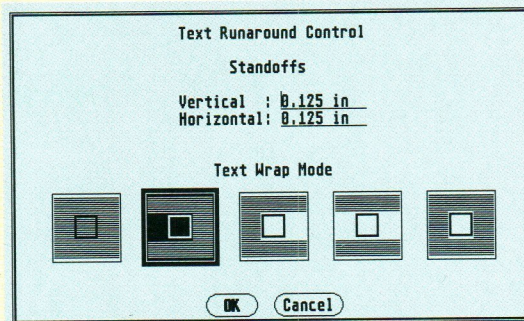 Text Runaround Control
Standoffs
Vertical : 0.125 in
Horizontal: 0.125 in
Text Wrap Mode
OK Cancel